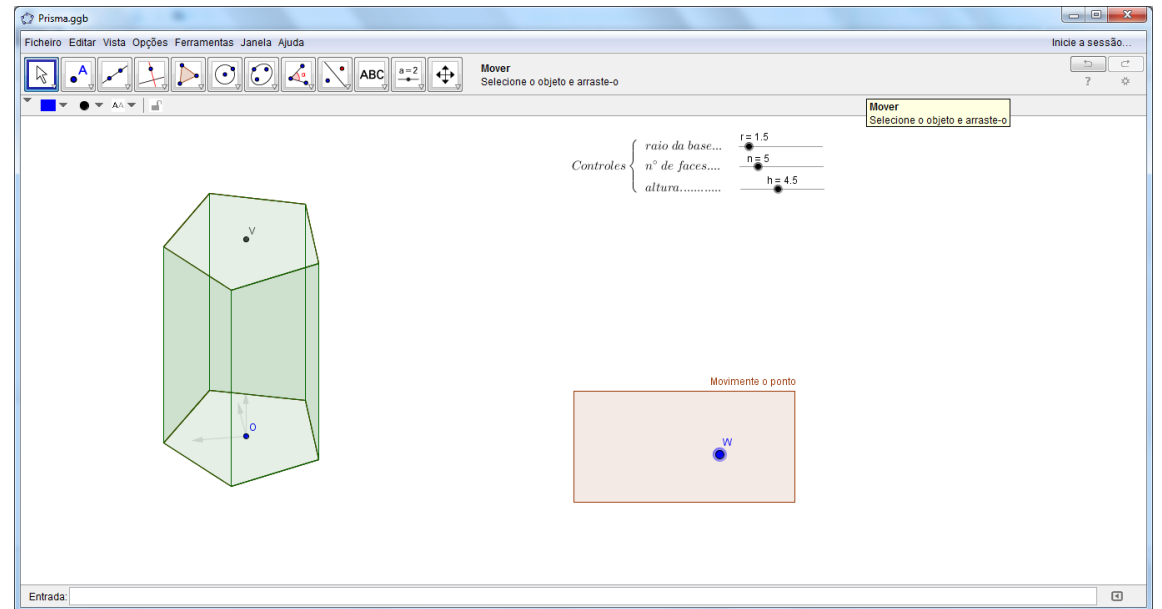 Prisma.ggb
Ficheiro Editar Vista Opções Ferramentas Janela Ajuda
Inicie a sessão...
A
α
ABC
a=2
Mover
Selecione o objeto e arraste-o
?
AA
Mover
Selecione o objeto e arraste-o
Controles
raio da base...
r = 1.5
n° de faces....
n = 5
altura............
h = 4.5
V
O
Movimente o ponto
W
Entrada: